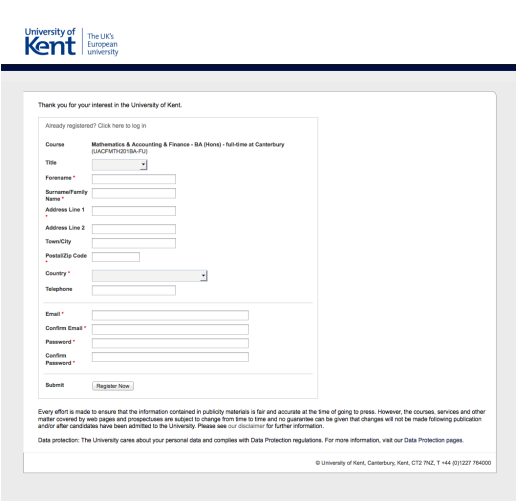 University of
Kent
The UK's
European
university
Thank you for your interest in the University of Kent.
Already registered? Click here to log in
Course Mathematics & Accounting & Finance - BA (Hons) - full-time at Canterbury
(UACFMTH201BA-FU)
Title
Forename *
Surname/Family
Name *
Address Line 1
*
Address Line 2
Town/City
Postal/Zip Code
*
Country *
Telephone
Email *
Confirm Email *
Password *
Confirm
Password *
Submit Register Now
Every effort is made to ensure that the information contained in publicity materials is fair and accurate at the time of going to press. However, the courses, services and other
matter covered by web pages and prospectuses are subject to change from time to time and no guarantee can be given that changes will not be made following publication
and/or after candidates have been admitted to the University. Please see our disclaimer for further information.
Data protection: The University cares about your personal data and complies with Data Protection regulations. For more information, visit our Data Protection pages.
© University of Kent, Canterbury, Kent, CT2 7NZ, T +44 (0)1227 764000